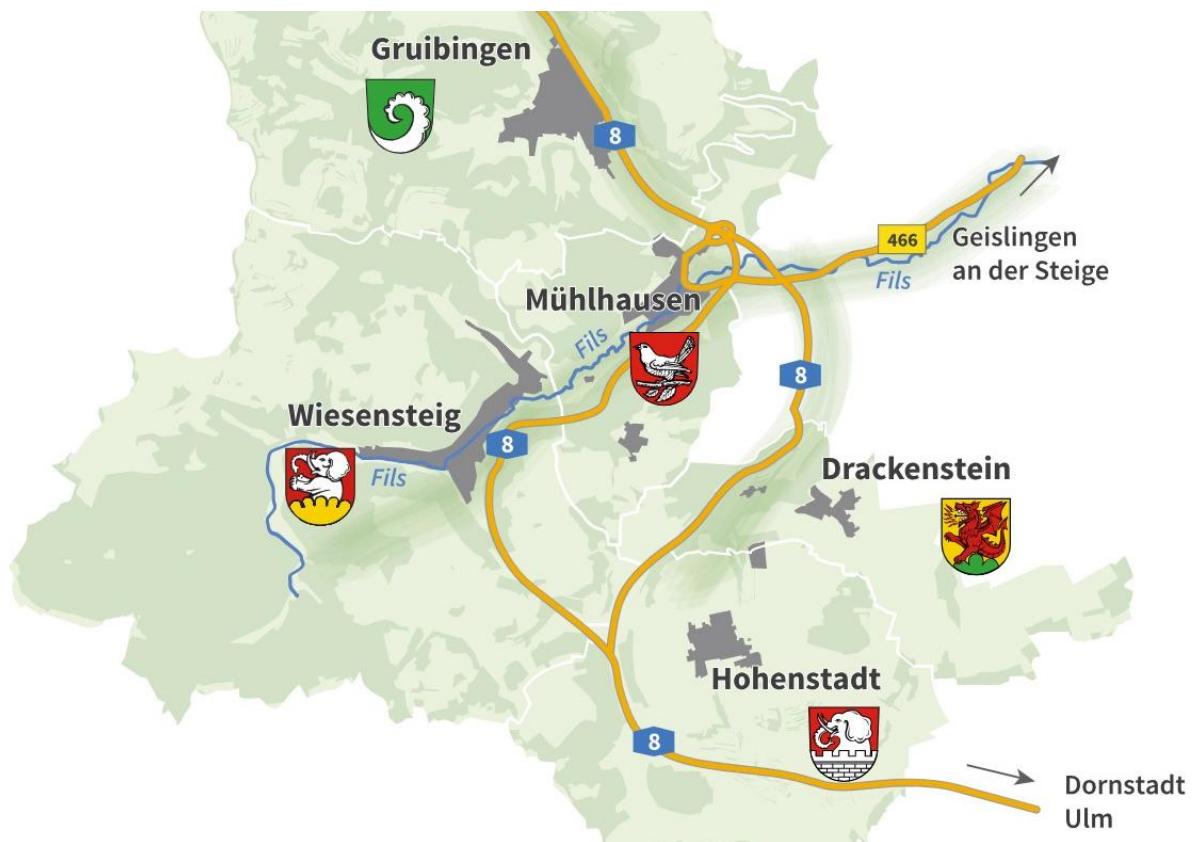 Gruibingen
8
466
Geislingen
an der Steige
Fils
Mühlhausen
Fils
8
Wiesensteig
8
Fils
Drackenstein
Hohenstadt
8
Dornstadt
Ulm